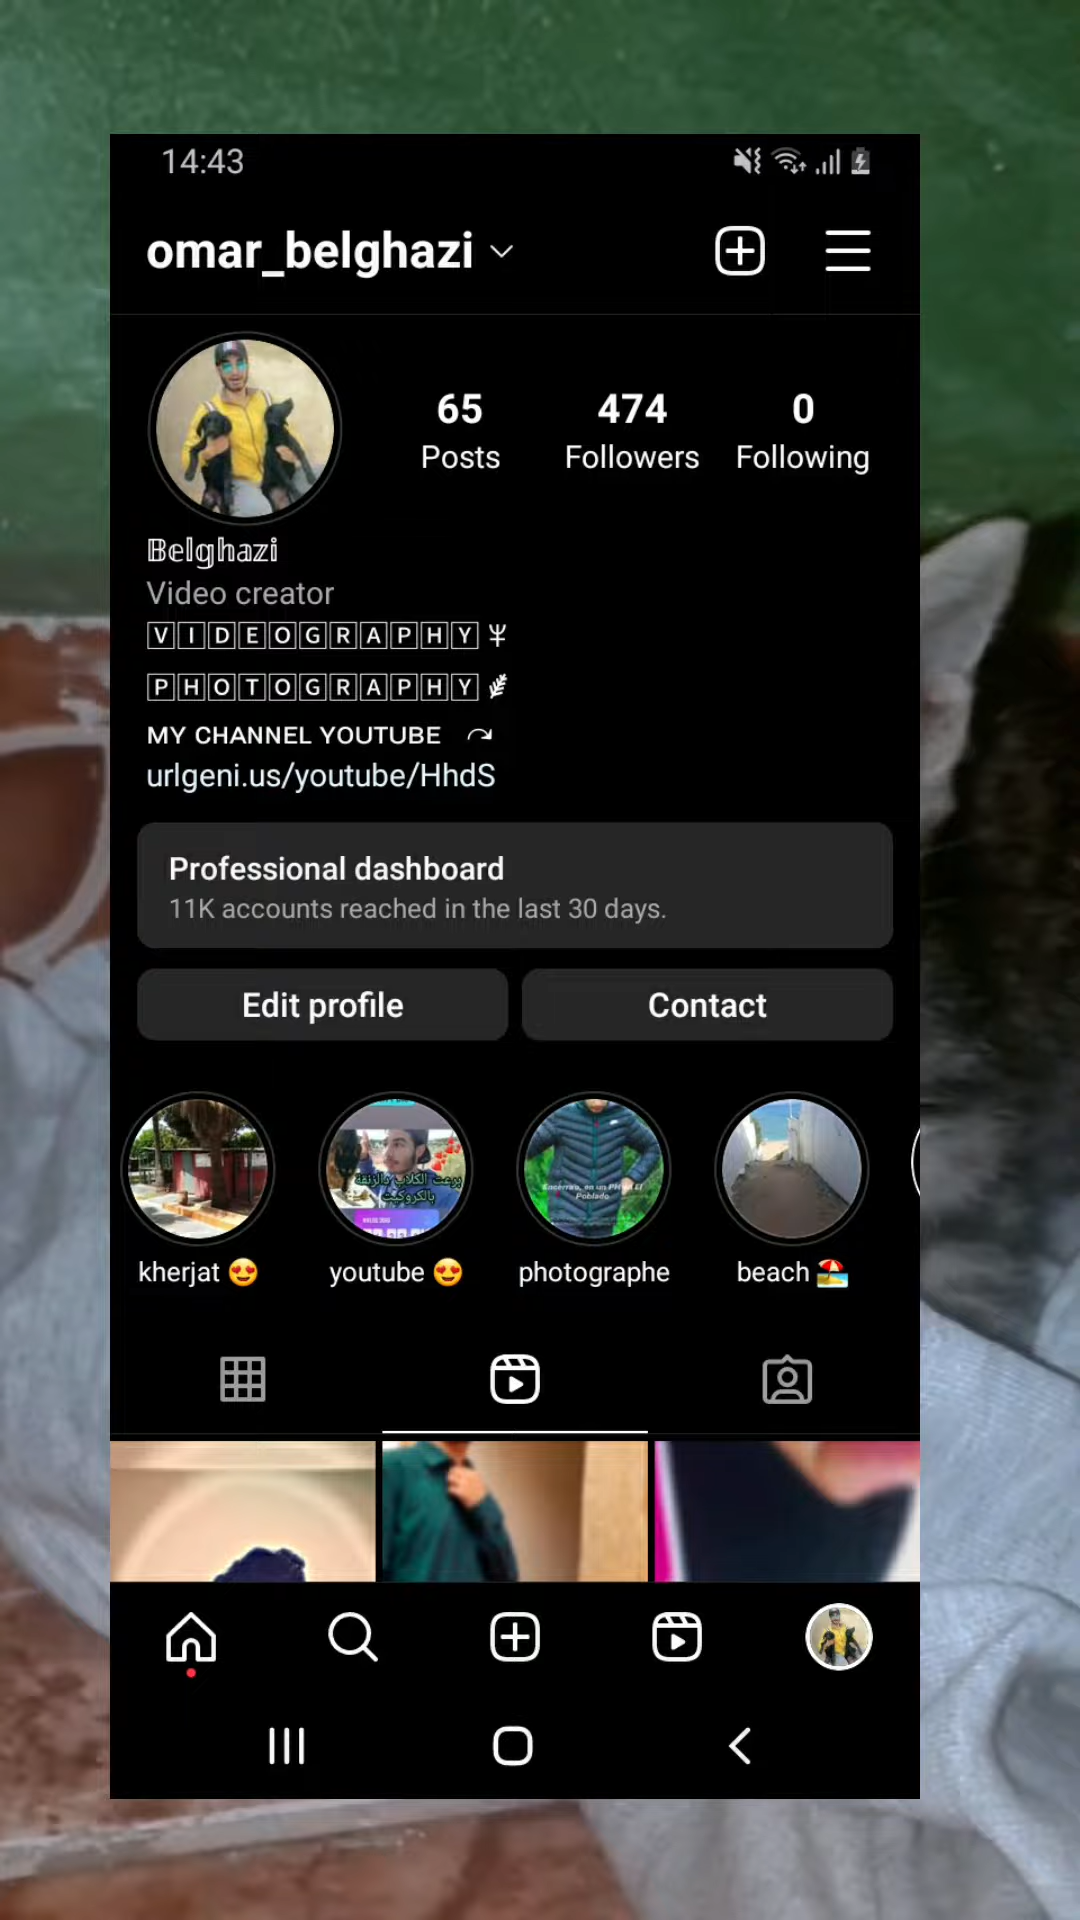 14:43
omar_belghazi
65
Posts
474
Followers
0
Following
𝔹𝕖𝕝𝕘𝕙𝕒𝕫𝕚
Video creator
🅅🄸🄳🄴🄾🄶🅁🄰🄿🄷🅈
🄿🄷🄾🅃🄾🄶🅁🄰🄿🄷🅈
MY CHANNEL YOUTUBE
urlgeni.us/youtube/HhdS
Professional dashboard
11K accounts reached in the last 30 days.
Edit profile
Contact
بالكروكيت
kherjat 😍
youtube 😍
photographe
beach 🏖️